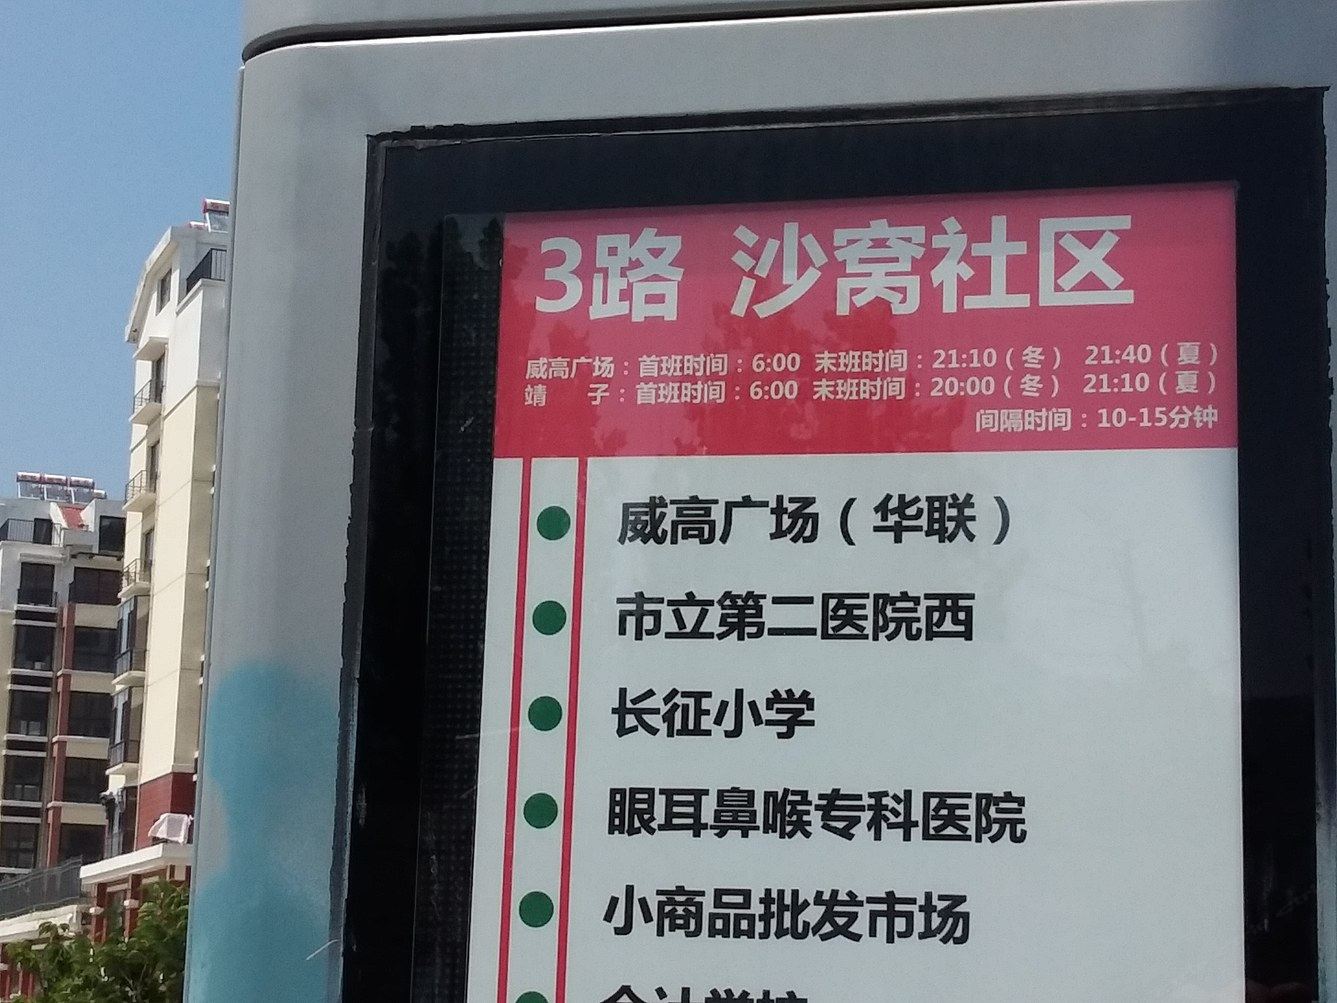 3路 沙窝社区
威高广场：首班时间：6:00 末班时间：21:10（冬） 21:40（夏）
靖 子：首班时间：6:00 末班时间：20:00（冬） 21:10（夏）
间隔时间：10-15分钟
威高广场（华联）
市立第二医院西
长征小学
眼耳鼻喉专科医院
小商品批发市场